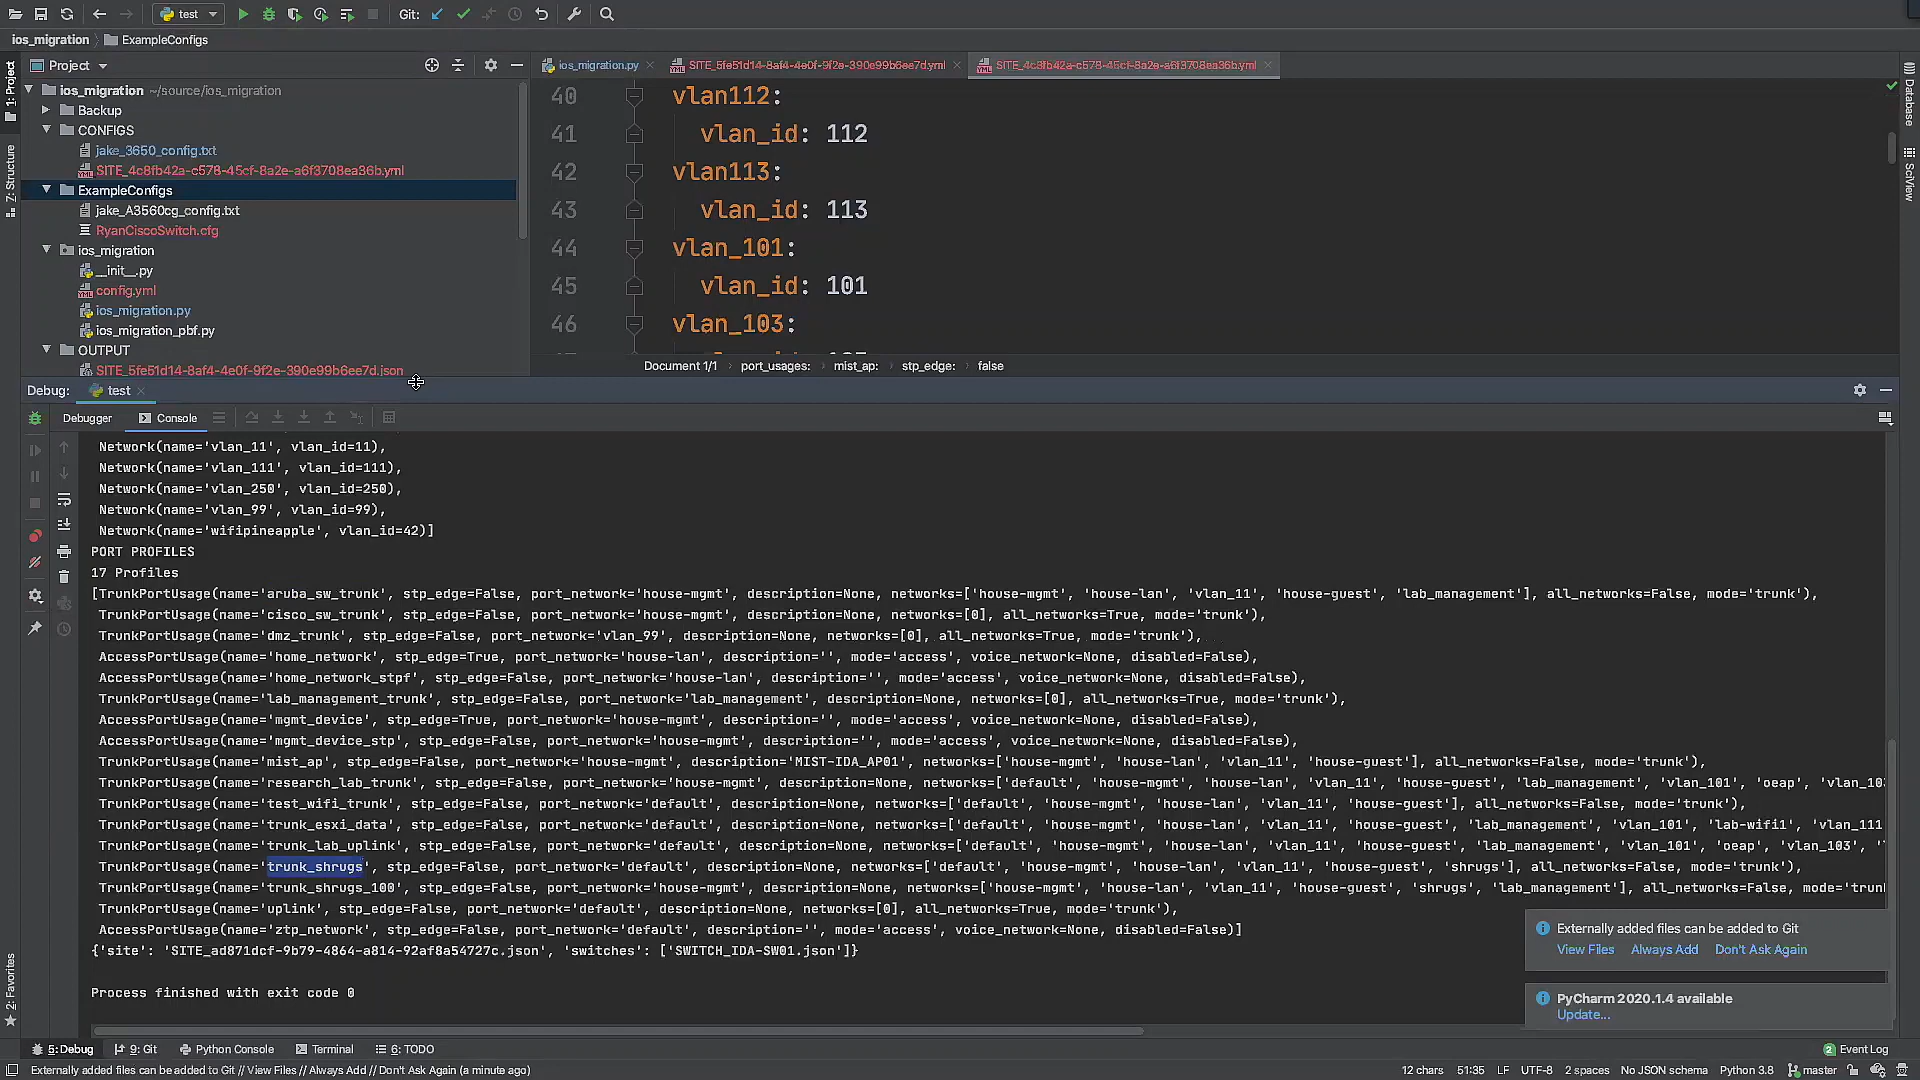 test
Git:
ios_migration
ExampleConfigs
1: Project
Z: Structure
2: Favorites
Project
ios_migration ~/source/ios_migration
Backup
CONFIGS
jake_3650_config.txt
SITE_4c8fb42a-c578-45cf-8a2e-a6f3708ea36b.yml
ExampleConfigs
jake_A3560cg_config.txt
RyanCiscoSwitch.cfg
ios_migration
__init__.py
config.yml
ios_migration.py
ios_migration_pbf.py
OUTPUT
SITE_5fe51d14-8af4-4e0f-9f2e-390e99b6ee7d.json
ios_migration.py
SITE_5fe51d14-8af4-4e0f-9f2e-390e99b6ee7d.yml
SITE_4c8fb42a-c578-45cf-8a2e-a6f3708ea36b.yml
40 vlan112:
41 vlan_id: 112
42 vlan113:
43 vlan_id: 113
44 vlan_101:
45 vlan_id: 101
46 vlan_103:
Document 1/1 › port_usages: › mist_ap: › stp_edge: › false
Database
SciView
Debug: test
Debugger Console
Network(name='vlan_11', vlan_id=11),
Network(name='vlan_111', vlan_id=111),
Network(name='vlan_250', vlan_id=250),
Network(name='vlan_99', vlan_id=99),
Network(name='wifipineapple', vlan_id=42)]
PORT PROFILES
17 Profiles
[TrunkPortUsage(name='aruba_sw_trunk', stp_edge=False, port_network='house-mgmt', description=None, networks=['house-mgmt', 'house-lan', 'vlan_11', 'house-guest', 'lab_management'], all_networks=False, mode='trunk'),
TrunkPortUsage(name='cisco_sw_trunk', stp_edge=False, port_network='house-mgmt', description=None, networks=[0], all_networks=True, mode='trunk'),
TrunkPortUsage(name='dmz_trunk', stp_edge=False, port_network='vlan_99', description=None, networks=[0], all_networks=True, mode='trunk'),
AccessPortUsage(name='home_network', stp_edge=True, port_network='house-lan', description='', mode='access', voice_network=None, disabled=False),
AccessPortUsage(name='home_network_stpf', stp_edge=False, port_network='house-lan', description='', mode='access', voice_network=None, disabled=False),
TrunkPortUsage(name='lab_management_trunk', stp_edge=False, port_network='lab_management', description=None, networks=[0], all_networks=True, mode='trunk'),
AccessPortUsage(name='mgmt_device', stp_edge=True, port_network='house-mgmt', description='', mode='access', voice_network=None, disabled=False),
AccessPortUsage(name='mgmt_device_stp', stp_edge=False, port_network='house-mgmt', description='', mode='access', voice_network=None, disabled=False),
TrunkPortUsage(name='mist_ap', stp_edge=False, port_network='house-mgmt', description='MIST-IDA_AP01', networks=['house-mgmt', 'house-lan', 'vlan_11', 'house-guest'], all_networks=False, mode='trunk'),
TrunkPortUsage(name='research_lab_trunk', stp_edge=False, port_network='house-mgmt', description=None, networks=['default', 'house-mgmt', 'house-lan', 'vlan_11', 'house-guest', 'lab_management', 'vlan_101', 'oeap', 'vlan_103
TrunkPortUsage(name='test_wifi_trunk', stp_edge=False, port_network='default', description=None, networks=['default', 'house-mgmt', 'house-lan', 'vlan_11', 'house-guest'], all_networks=False, mode='trunk'),
TrunkPortUsage(name='trunk_esxi_data', stp_edge=False, port_network='default', description=None, networks=['default', 'house-mgmt', 'house-lan', 'vlan_11', 'house-guest', 'lab_management', 'vlan_101', 'lab-wifi1', 'vlan_111
TrunkPortUsage(name='trunk_lab_uplink', stp_edge=False, port_network='default', description=None, networks=['default', 'house-mgmt', 'house-lan', 'vlan_11', 'house-guest', 'lab_management', 'vlan_101', 'oeap', 'vlan_103',
TrunkPortUsage(name='trunk_shrugs', stp_edge=False, port_network='default', description=None, networks=['default', 'house-mgmt', 'house-lan', 'vlan_11', 'house-guest', 'shrugs'], all_networks=False, mode='trunk'),
TrunkPortUsage(name='trunk_shrugs_100', stp_edge=False, port_network='default', description=None, networks=['house-mgmt', 'house-lan', 'vlan_11', 'house-guest', 'shrugs', 'lab_management'], all_networks=False, mode='trun
TrunkPortUsage(name='uplink', stp_edge=False, port_network='default', description=None, networks=[0], all_networks=True, mode='trunk'),
AccessPortUsage(name='ztp_network', stp_edge=False, port_network='default', description='', mode='access', voice_network=None, disabled=False)]
{'site': 'SITE_ad871dcf-9b79-4864-a814-92af8a54727c.json', 'switches': ['SWITCH_IDA-SW01.json']}
Process finished with exit code 0
Externally added files can be added to Git
View Files Always Add Don't Ask Again
PyCharm 2020.1.4 available
Update...
5: Debug 9: Git Python Console Terminal 6: TODO 2 Event Log
Externally added files can be added to Git // View Files // Always Add // Don't Ask Again (a minute ago) 12 chars 51:35 LF UTF-8 2 spaces No JSON schema Python 3.8 master